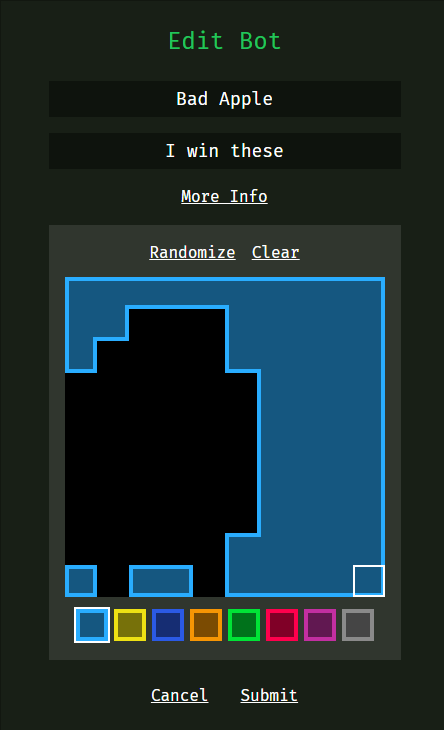 Edit Bot
Bad Apple
I win these
More Info
Randomize Clear
Cancel Submit